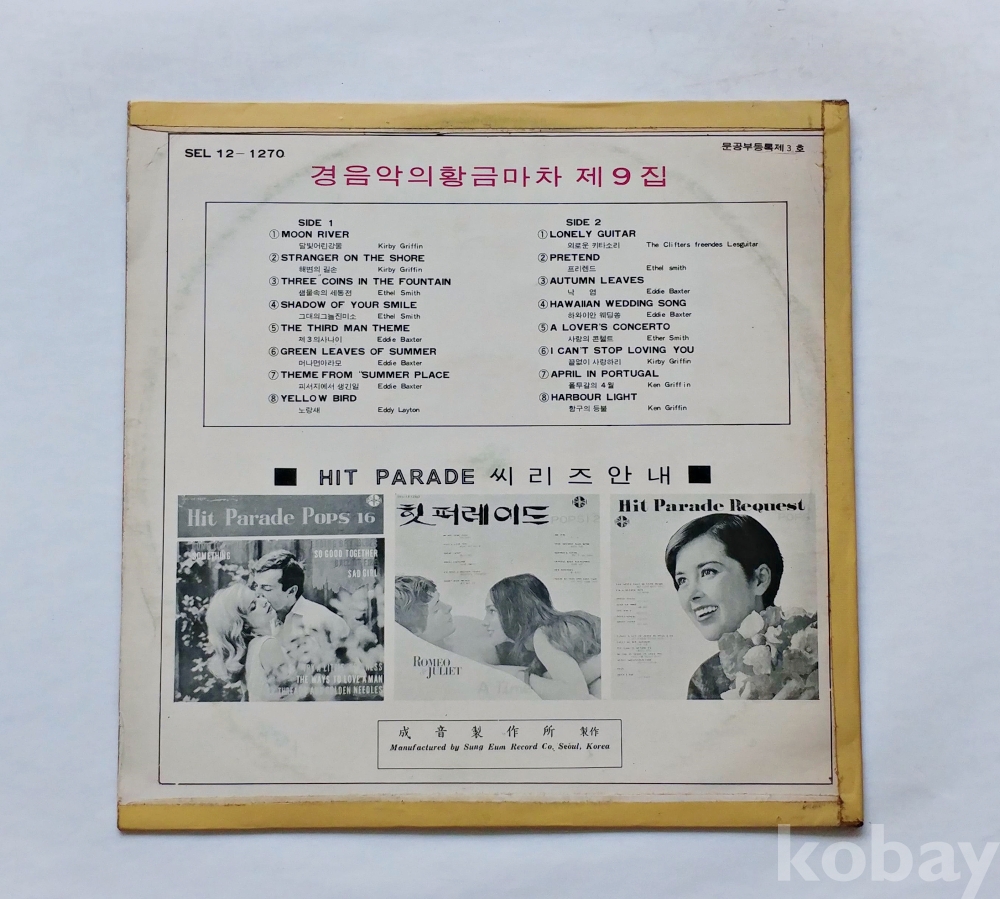 SEL 12-1270
문공부등록제3호
경음악의황금마차 제9집
SIDE 1
① MOON RIVER
달빛어린강물 Kirby Griffin
② STRANGER ON THE SHORE
해변의 길손 Kirby Griffin
③ THREE COINS IN THE FOUNTAIN
샘물속의 세동전 Ethel Smith
④ SHADOW OF YOUR SMILE
그대의그늘진미소 Ethel Smith
⑤ THE THIRD MAN THEME
제3의사나이 Eddie Baxter
⑥ GREEN LEAVES OF SUMMER
머나먼아라모 Eddie Baxter
⑦ THEME FROM "SUMMER PLACE
피서지에서 생긴일 Eddie Baxter
⑧ YELLOW BIRD
노랑새 Eddy Layton
SIDE 2
① LONELY GUITAR
외로운 키타소리 The Clifters freendes Lesguitar
② PRETEND
프리렌드 Ethel smith
③ AUTUMN LEAVES
낙 엽 Eddie Baxter
④ HAWAIIAN WEDDING SONG
하와이안 웨딩쏭 Eddie Baxter
⑤ A LOVER'S CONCERTO
사랑의 콘첼트 Ether Smith
⑥ I CAN'T STOP LOVING YOU
끝없이 사랑하리 Kirby Griffin
⑦ APRIL IN PORTUGAL
폴투갈의 4월 Ken Griffin
⑧ HARBOUR LIGHT
항구의 등불 Ken Griffin
■ HIT PARADE 씨리즈안내 ■
Hit Parade Pops 16
SOMETHING
SO GOOD TOGETHER
SAD GIRL
THE WAYS TO LOVE A MAN
AND GOLDEN NEEDLES
힛퍼레이드
ROMEO & JULIET
A Time
Hit Parade Request
成音製作所 製作
Manufactured by Sung Eum Record Co, Seoul, Korea
kobay